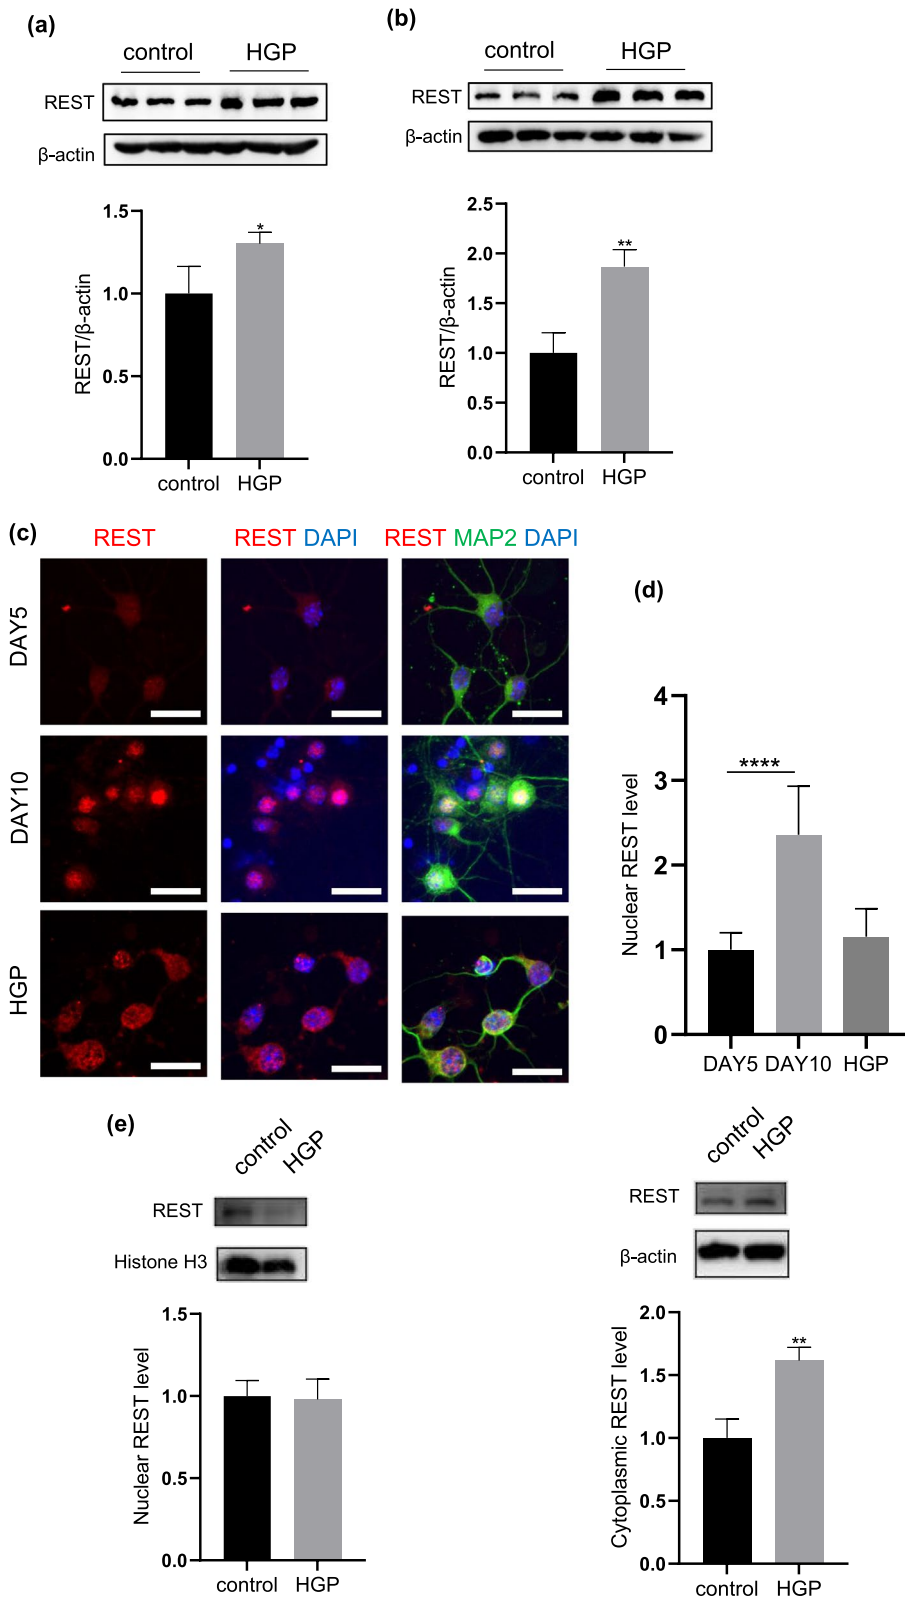 (a)
control HGP
REST
β-actin
1.5
1.0
0.5
0.0
REST/β-actin
*
control HGP
(b)
control HGP
REST
β-actin
2.5
2.0
1.5
1.0
0.5
0.0
REST/β-actin
**
control HGP
(c)
REST REST DAPI REST MAP2 DAPI
DAY5
DAY10
HGP
(d)
4
3
2
1
0
Nuclear REST level
****
DAY5 DAY10 HGP
(e)
control HGP
REST
Histone H3
1.5
1.0
0.5
0.0
Nuclear REST level
control HGP
control HGP
REST
β-actin
2.0
1.5
1.0
0.5
0.0
Cytoplasmic REST level
**
control HGP